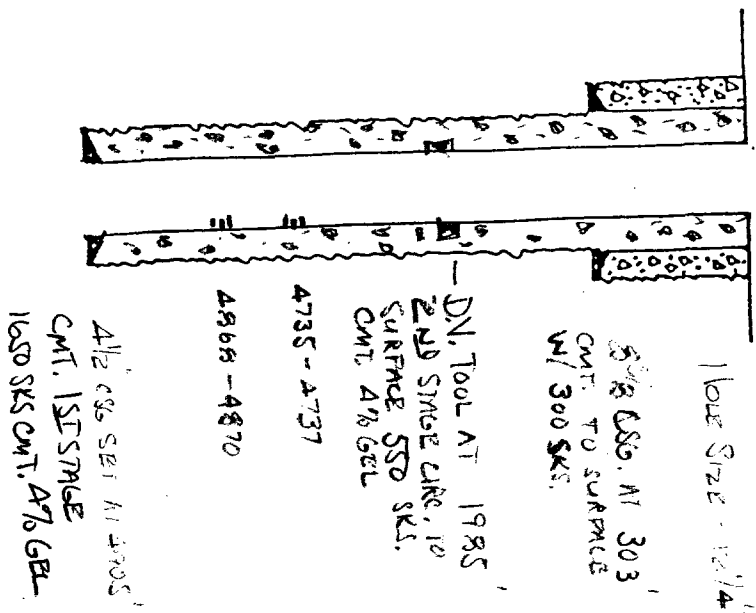 HOLE SIZE - 12 1/4"
8 5/8 CSG. AT 303'
CMT. TO SURFACE
W/ 300 SKS.
D.V. TOOL AT 1985'
2ND STAGE CIRC. TO
SURFACE 550 SKS.
CMT. 4% GEL
4735 - 4737
4868 - 4870
4 1/2" CSG SET AT
CMT. 1ST STAGE
1650 SKS CMT. 4% GEL